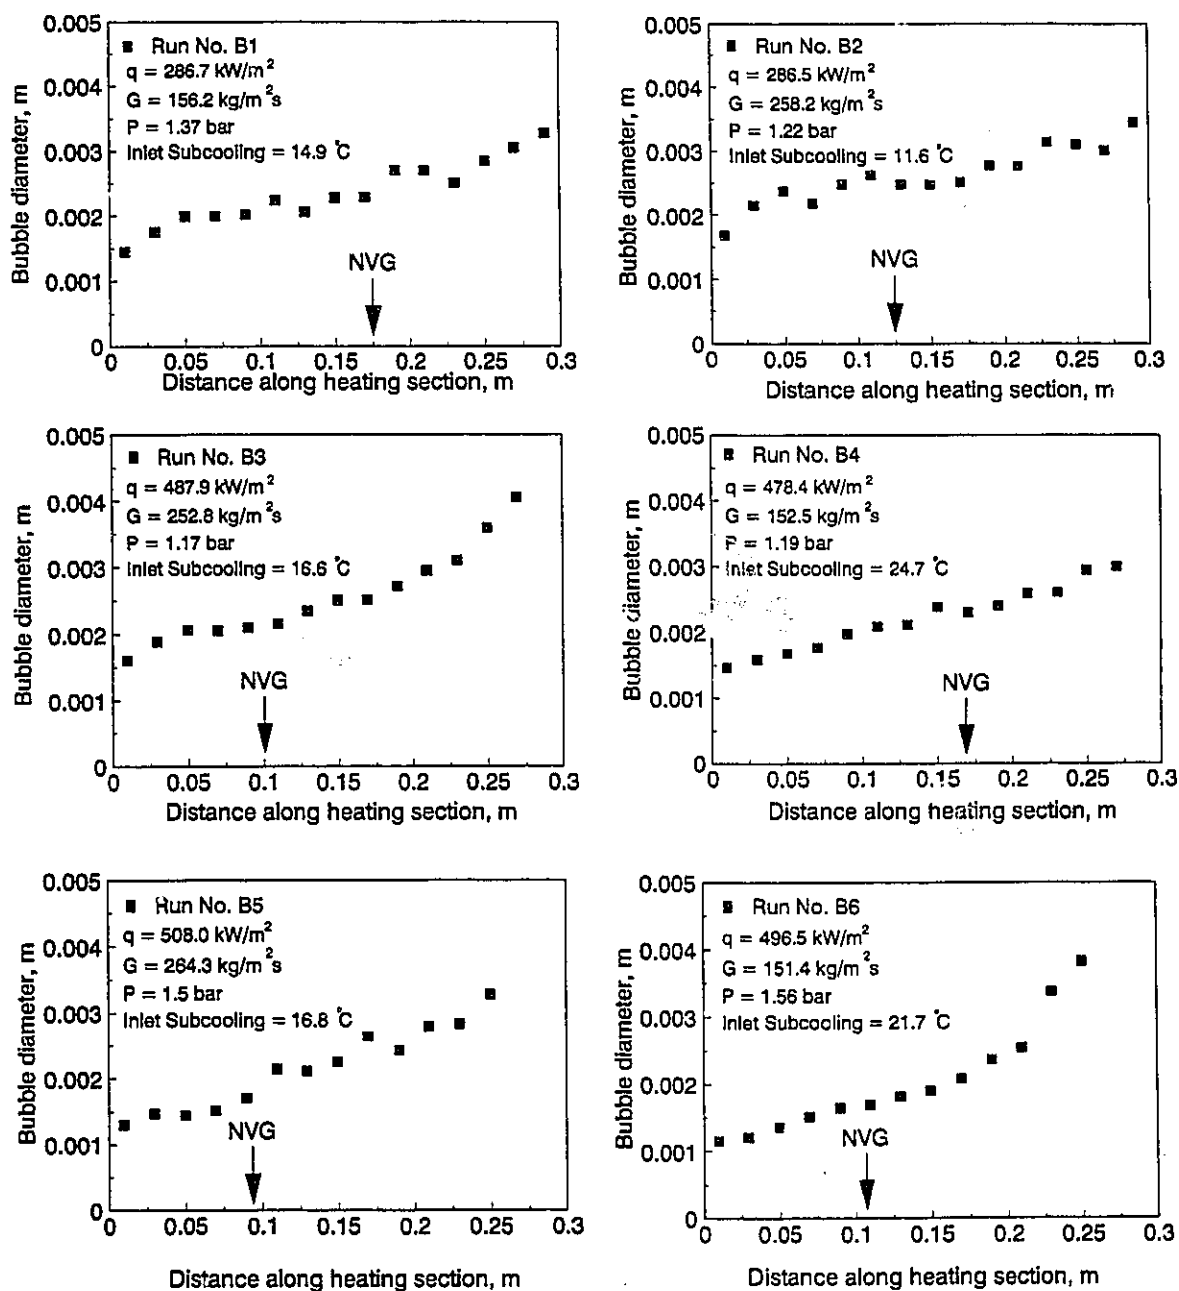 0.005
0.004
0.003
0.002
0.001
0
Bubble diameter, m
Run No. B1
q = 286.7 kW/m²
G = 156.2 kg/m²s
P = 1.37 bar
Inlet Subcooling = 14.9 °C
NVG
0 0.05 0.1 0.15 0.2 0.25 0.3
Distance along heating section, m
0.005
0.004
0.003
0.002
0.001
0
Bubble diameter, m
Run No. B2
q = 286.5 kW/m²
G = 258.2 kg/m²s
P = 1.22 bar
Inlet Subcooling = 11.6 °C
NVG
0 0.05 0.1 0.15 0.2 0.25 0.3
Distance along heating section, m
0.005
0.004
0.003
0.002
0.001
0
Bubble diameter, m
Run No. B3
q = 487.9 kW/m²
G = 252.8 kg/m²s
P = 1.17 bar
Inlet Subcooling = 16.6 °C
NVG
0 0.05 0.1 0.15 0.2 0.25 0.3
Distance along heating section, m
0.005
0.004
0.003
0.002
0.001
0
Bubble diameter, m
Run No. B4
q = 478.4 kW/m²
G = 152.5 kg/m²s
P = 1.19 bar
Inlet Subcooling = 24.7 °C
NVG
0 0.05 0.1 0.15 0.2 0.25 0.3
Distance along heating section, m
0.005
0.004
0.003
0.002
0.001
0
Bubble diameter, m
Run No. B5
q = 508.0 kW/m²
G = 264.3 kg/m²s
P = 1.5 bar
Inlet Subcooling = 16.8 °C
NVG
0 0.05 0.1 0.15 0.2 0.25 0.3
Distance along heating section, m
0.005
0.004
0.003
0.002
0.001
0
Bubble diameter, m
Run No. B6
q = 496.5 kW/m²
G = 151.4 kg/m²s
P = 1.56 bar
Inlet Subcooling = 21.7 °C
NVG
0 0.05 0.1 0.15 0.2 0.25 0.3
Distance along heating section, m